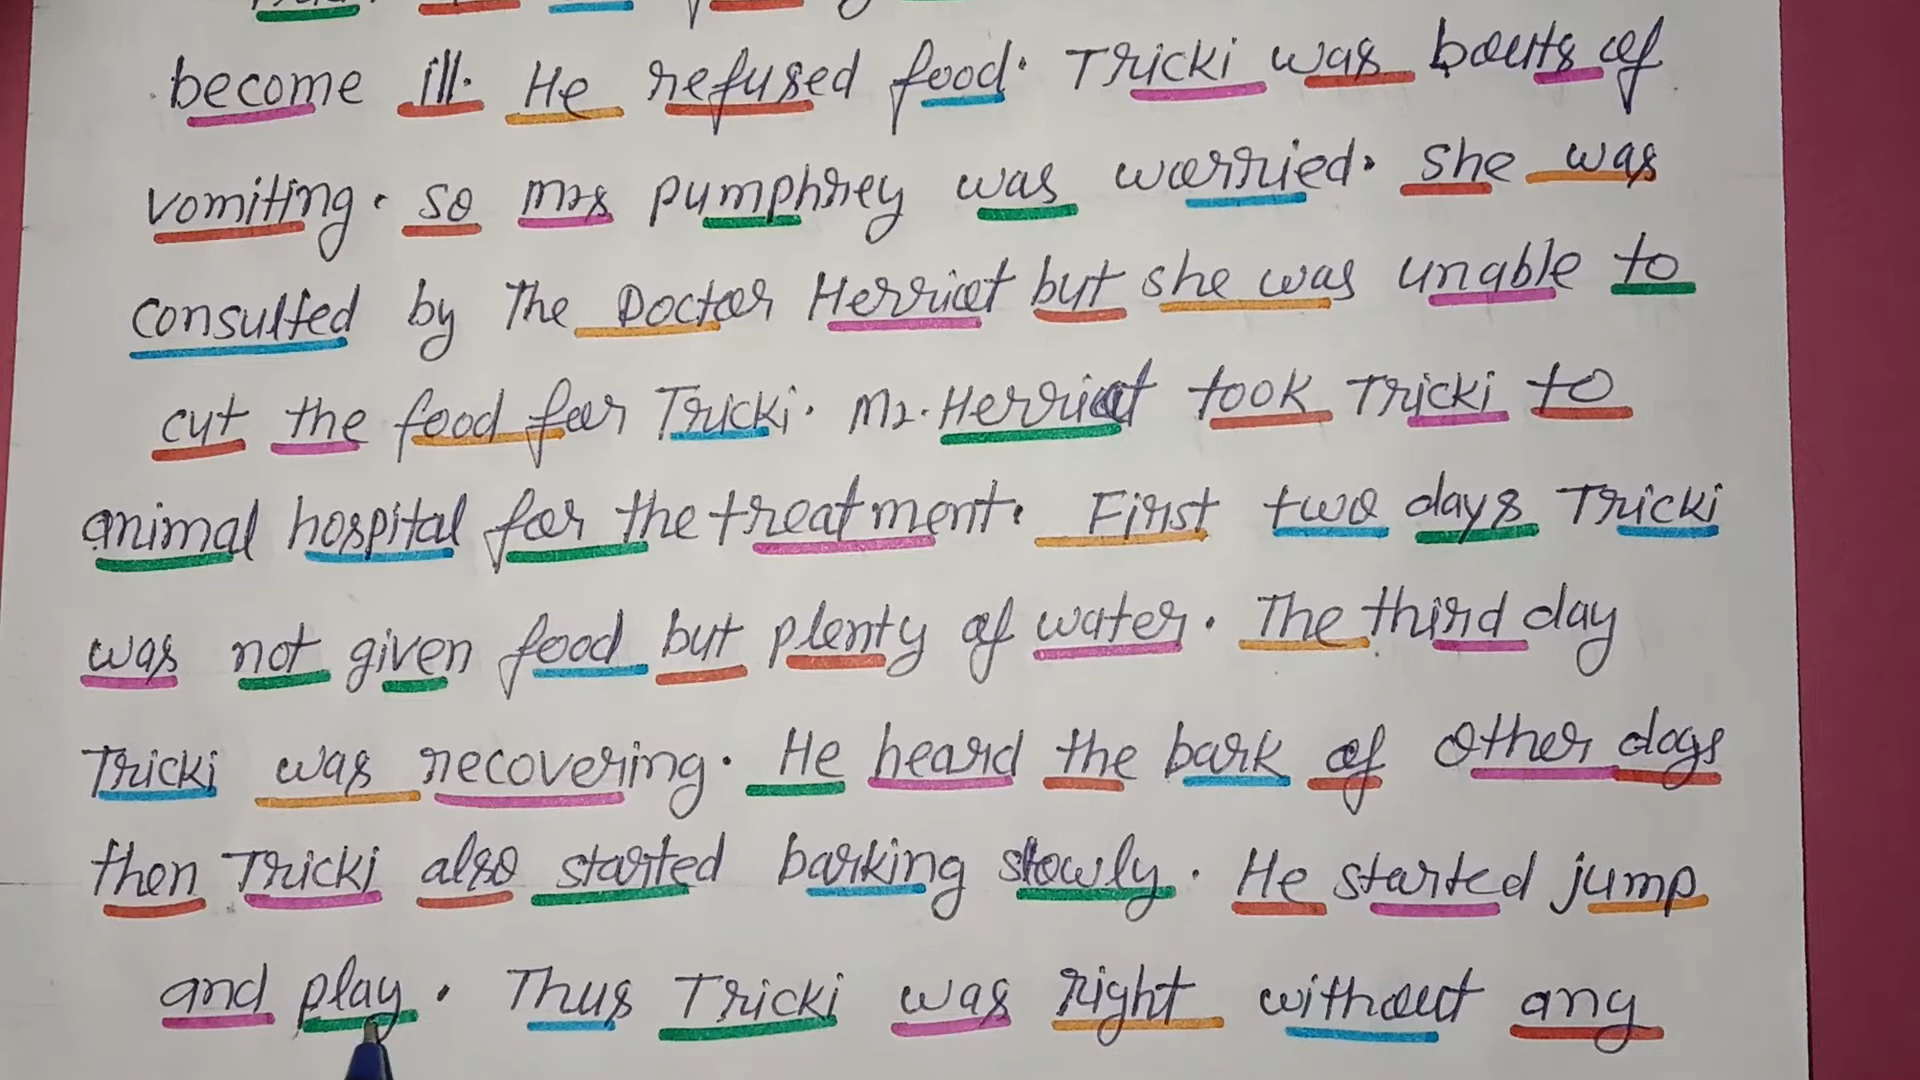 become ill. He refused food. Tricki was bouts of
vomiting. so Mrs pumphrey was worried. she was
consulted by The Doctor Herriot but she was unable to
cut the food for Tricki. Mr. Herriot took Tricki to
animal hospital for the treatment. First two days Tricki
was not given food but plenty of water. The third day
Tricki was recovering. He heard the bark of other dogs
then Tricki also started barking slowly. He started jump
and play. Thus Tricki was right without any